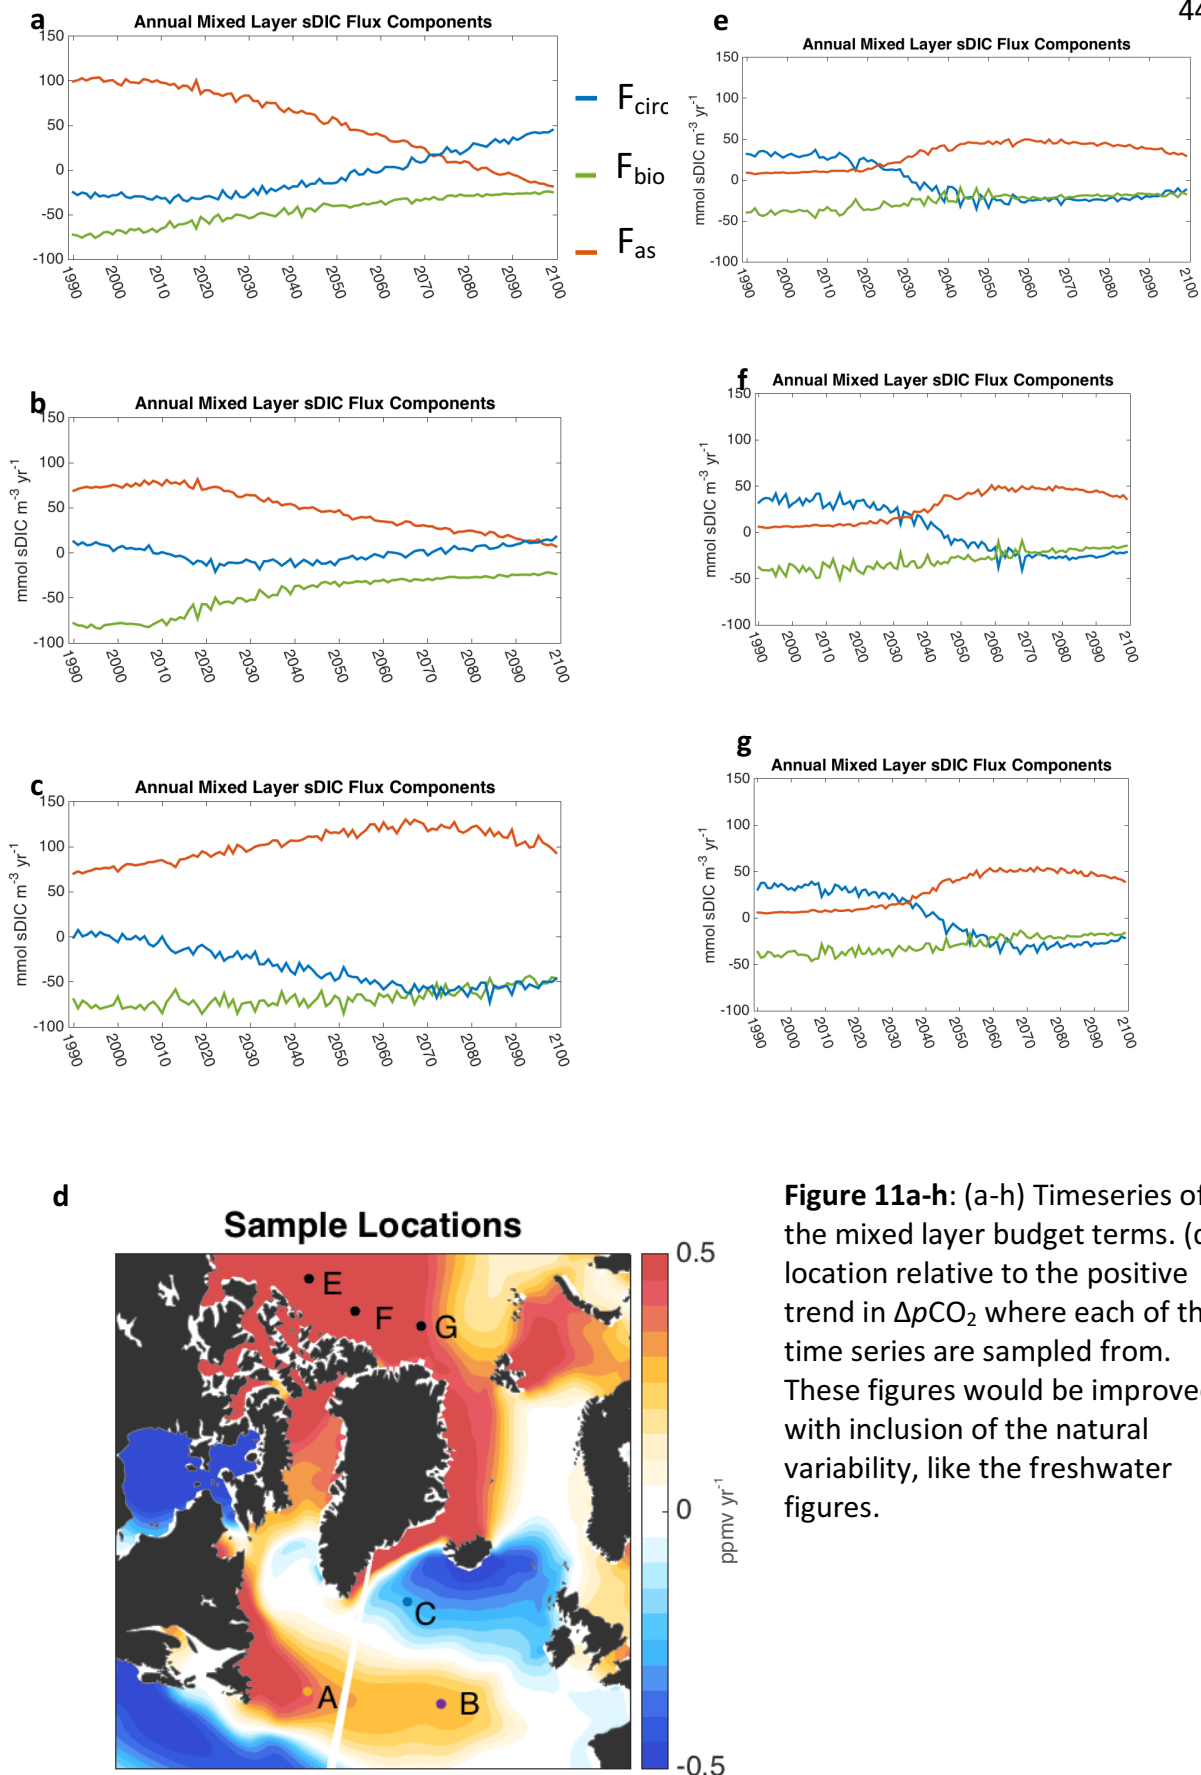 44
a
Annual Mixed Layer sDIC Flux Components
150
100
50
0
-50
-100
1990 2000 2010 2020 2030 2040 2050 2060 2070 2080 2090 2100
Fcirc
Fbio
Fas
b
Annual Mixed Layer sDIC Flux Components
mmol sDIC m-3 yr-1
150
100
50
0
-50
-100
1990 2000 2010 2020 2030 2040 2050 2060 2070 2080 2090 2100
c
Annual Mixed Layer sDIC Flux Components
mmol sDIC m-3 yr-1
150
100
50
0
-50
-100
1990 2000 2010 2020 2030 2040 2050 2060 2070 2080 2090 2100
e
Annual Mixed Layer sDIC Flux Components
mmol sDIC m-3 yr-1
150
100
50
0
-50
-100
1990 2000 2010 2020 2030 2040 2050 2060 2070 2080 2090 2100
f
Annual Mixed Layer sDIC Flux Components
mmol sDIC m-3 yr-1
150
100
50
0
-50
-100
1990 2000 2010 2020 2030 2040 2050 2060 2070 2080 2090 2100
g
Annual Mixed Layer sDIC Flux Components
mmol sDIC m-3 yr-1
150
100
50
0
-50
-100
1990 2000 2010 2020 2030 2040 2050 2060 2070 2080 2090 2100
d
Sample Locations
E
F
G
C
A
B
0.5
0
-0.5
ppmv yr-1
Figure 11a-h: (a-h) Timeseries of
the mixed layer budget terms.
location relative to the positive
trend in ΔpCO2 where each of
time series are sampled from.
These figures would be improve
with inclusion of the natural
variability, like the freshwater
figures.